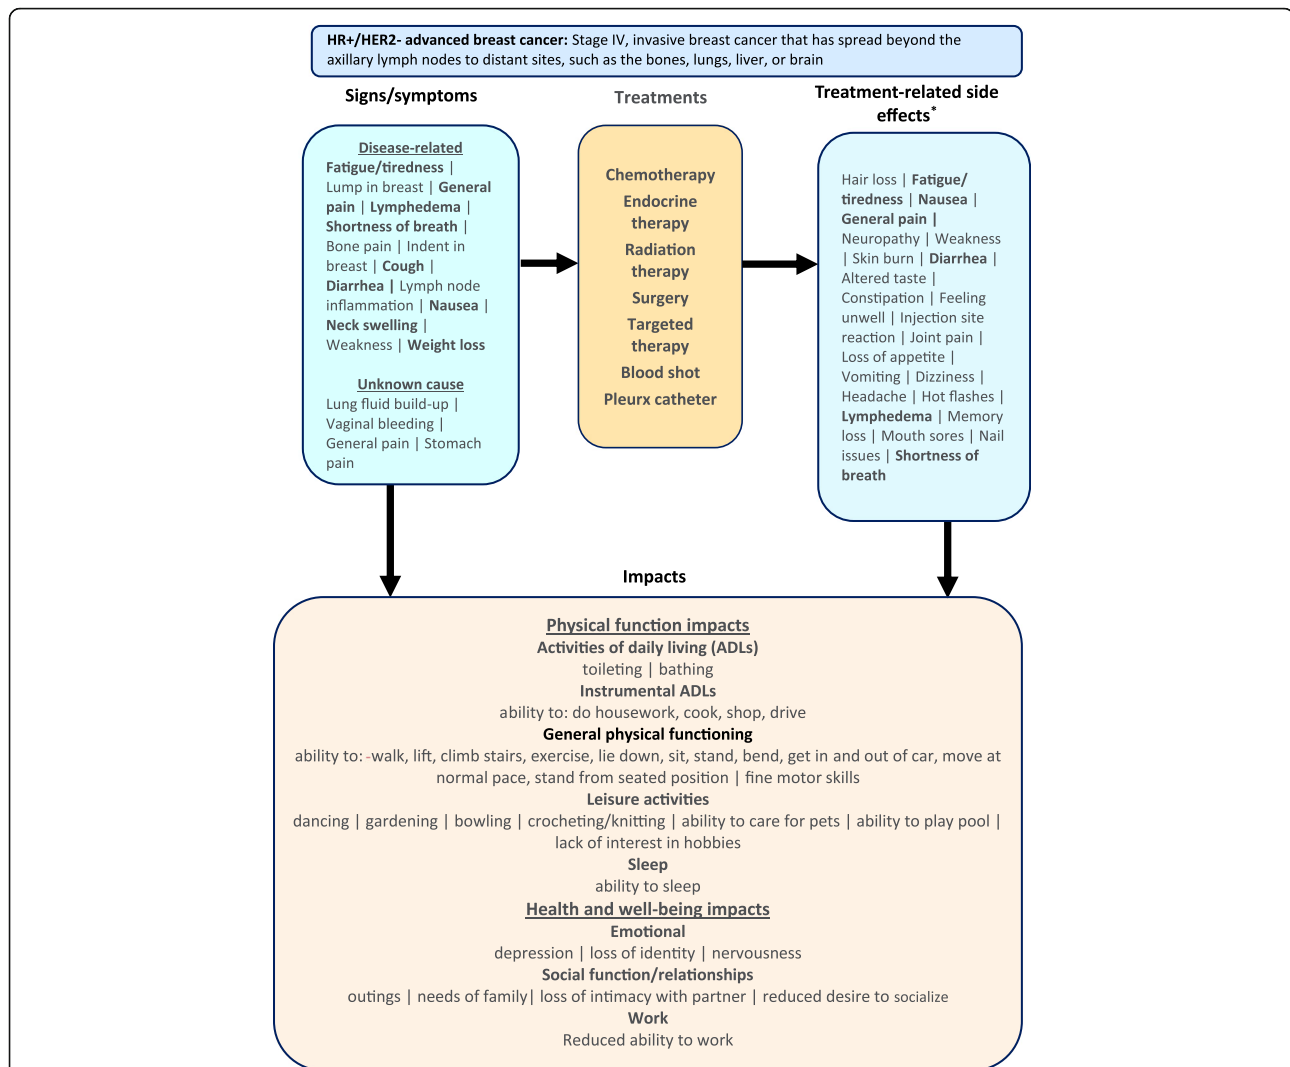 HR+/HER2- advanced breast cancer: Stage IV, invasive breast cancer that has spread beyond the
axillary lymph nodes to distant sites, such as the bones, lungs, liver, or brain
Signs/symptoms
Disease-related
Fatigue/tiredness |
Lump in breast | General
pain | Lymphedema |
Shortness of breath |
Bone pain | Indent in
breast | Cough |
Diarrhea | Lymph node
inflammation | Nausea |
Neck swelling |
Weakness | Weight loss
Unknown cause
Lung fluid build-up |
Vaginal bleeding |
General pain | Stomach
pain
Treatments
Chemotherapy
Endocrine
therapy
Radiation
therapy
Surgery
Targeted
therapy
Blood shot
Pleurx catheter
Treatment-related side
effects*
Hair loss | Fatigue/
tiredness | Nausea |
General pain |
Neuropathy | Weakness
| Skin burn | Diarrhea |
Altered taste |
Constipation | Feeling
unwell | Injection site
reaction | Joint pain |
Loss of appetite |
Vomiting | Dizziness |
Headache | Hot flashes |
Lymphedema | Memory
loss | Mouth sores | Nail
issues | Shortness of
breath
Impacts
Physical function impacts
Activities of daily living (ADLs)
toileting | bathing
Instrumental ADLs
ability to: do housework, cook, shop, drive
General physical functioning
ability to: -walk, lift, climb stairs, exercise, lie down, sit, stand, bend, get in and out of car, move at
normal pace, stand from seated position | fine motor skills
Leisure activities
dancing | gardening | bowling | crocheting/knitting | ability to care for pets | ability to play pool |
lack of interest in hobbies
Sleep
ability to sleep
Health and well-being impacts
Emotional
depression | loss of identity | nervousness
Social function/relationships
outings | needs of family| loss of intimacy with partner | reduced desire to socialize
Work
Reduced ability to work